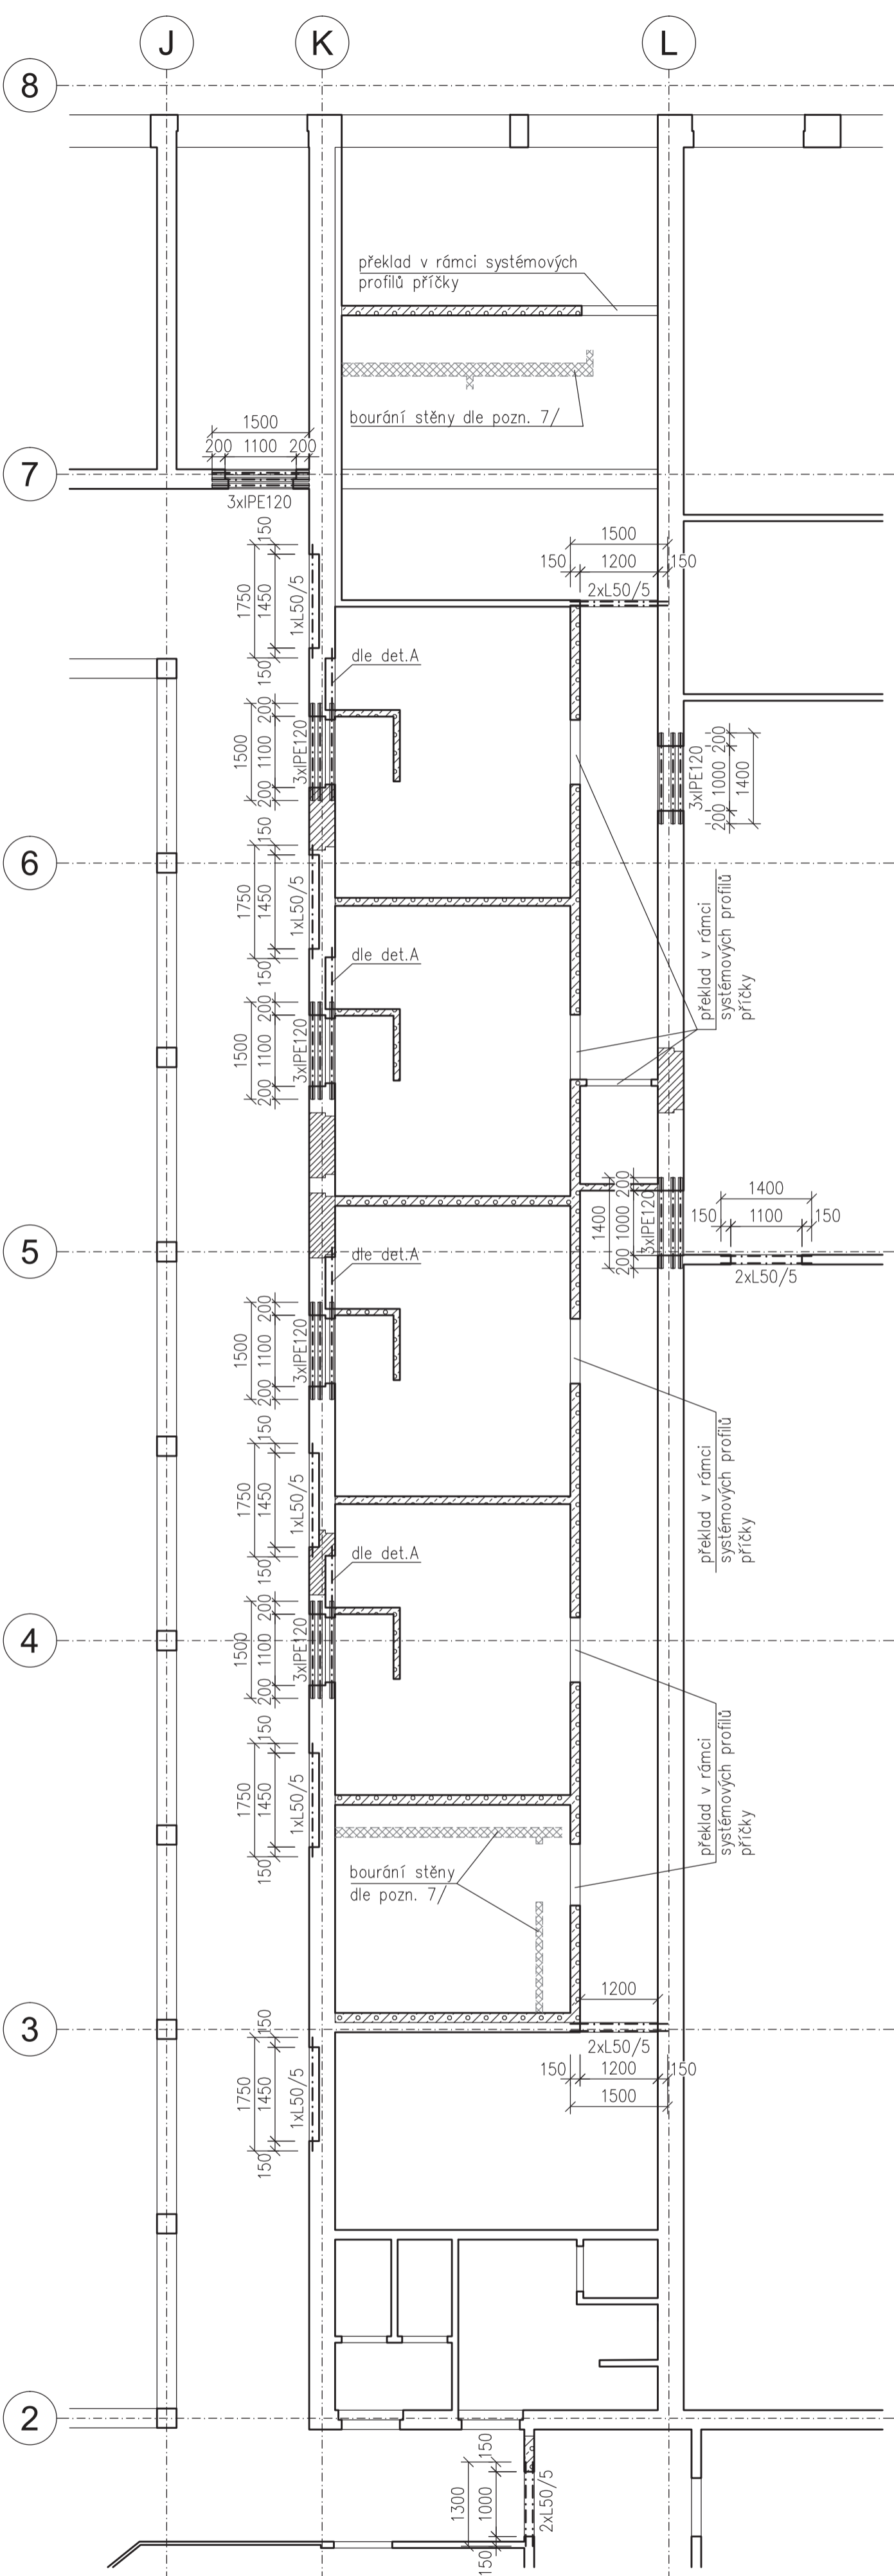 J
K
L
8
překlad v rámci systémových
profilů příčky
bourání stěny dle pozn. 7/
1500
200 1100 200
7
3xIPE120
1500
150 1200 150
2xL50/5
150
1750
1450
1xL50/5
150
dle det.A
200
1500
1100
3xIPE120
200
3xIPE120
200
1000
1400
200
150
6
1750
1450
1xL50/5
150
dle det.A
překlad v rámci
systémových profilů
příčky
200
1500
1100
3xIPE120
200
200
1400
1000
3xIPE120
200
1400
150 1100 150
2xL50/5
5
dle det.A
200
1500
1100
3xIPE120
200
překlad v rámci
systémových profilů
příčky
150
1750
1450
1xL50/5
150
dle det.A
200
4
1500
1100
3xIPE120
200
překlad v rámci
systémových profilů
příčky
150
1750
1450
1xL50/5
150
bourání stěny
dle pozn. 7/
1200
3
2xL50/5
150 1200 150
1500
150
1750
1450
1xL50/5
150
2
150
1300
1000
2xL50/5
150